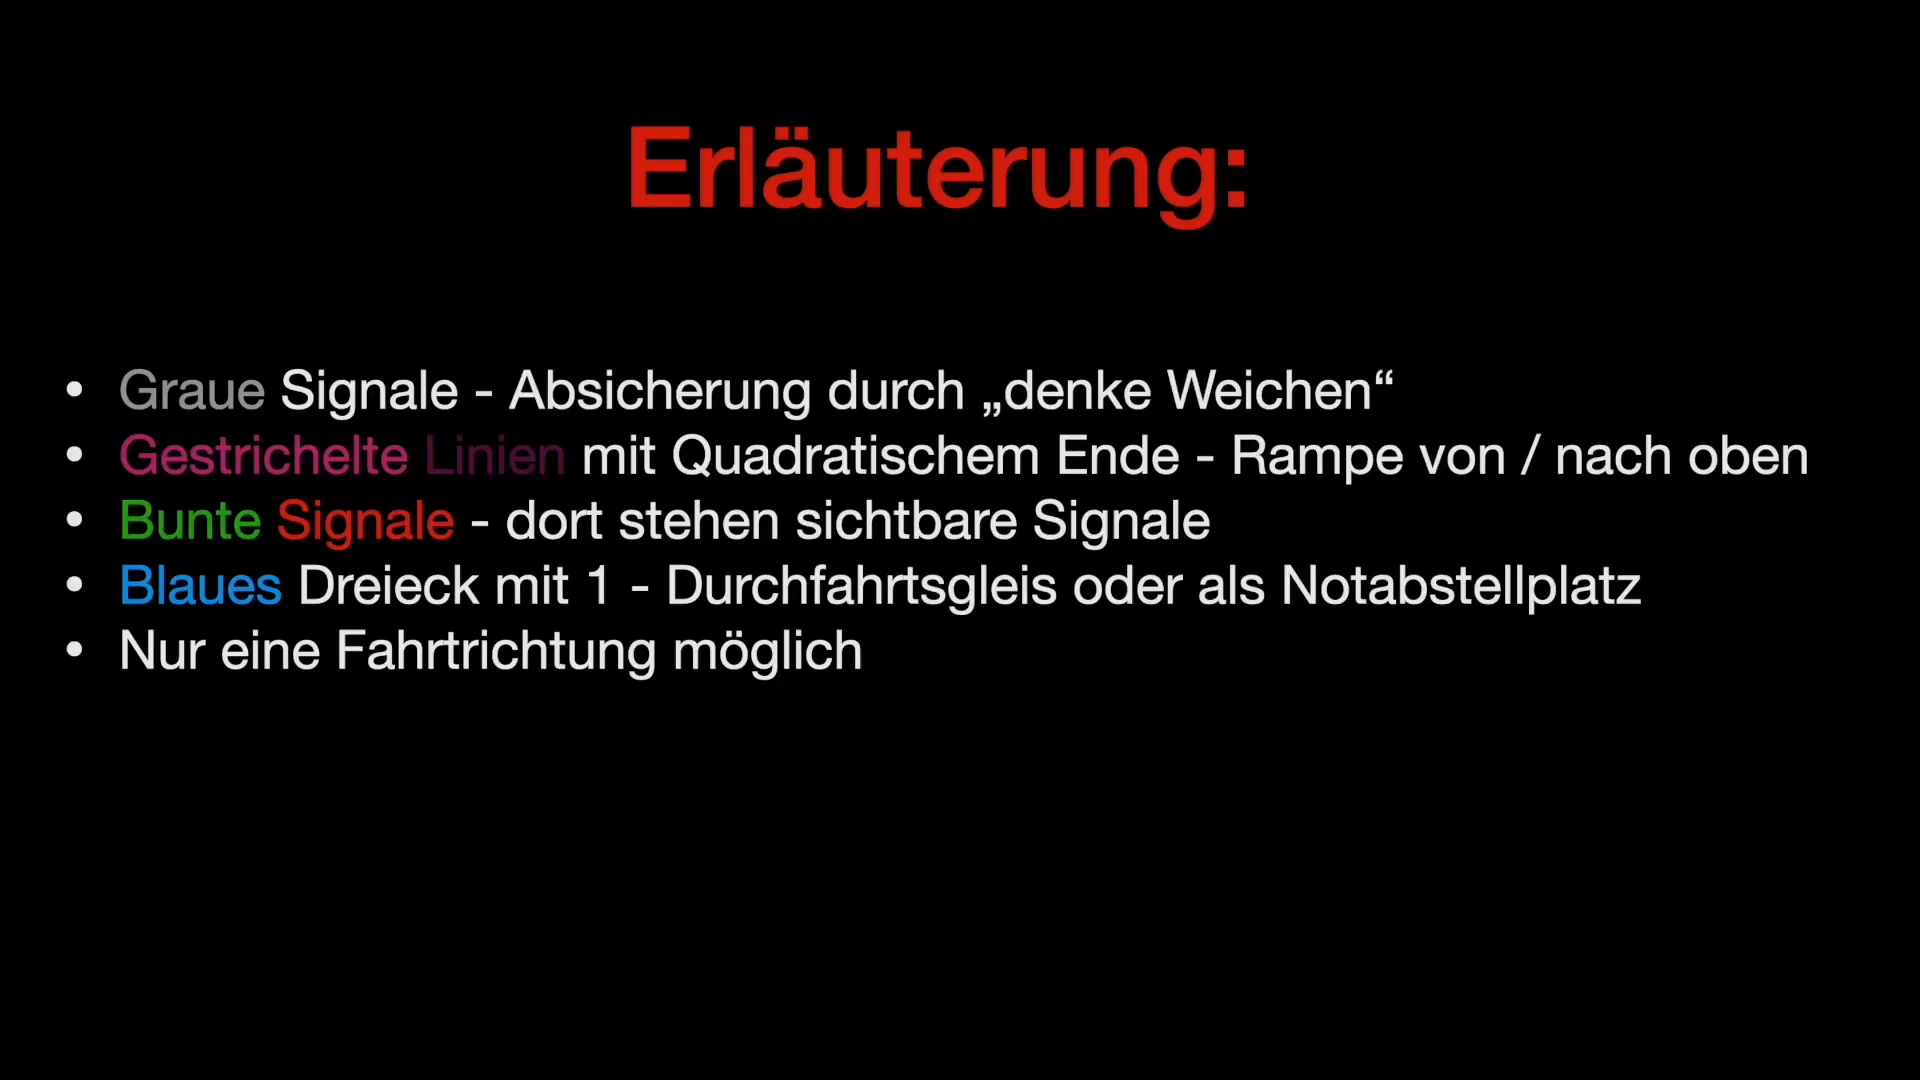 Erläuterung:
• Graue Signale - Absicherung durch „denke Weichen“
• Gestrichelte Linien mit Quadratischem Ende - Rampe von / nach oben
• Bunte Signale - dort stehen sichtbare Signale
• Blaues Dreieck mit 1 - Durchfahrtsgleis oder als Notabstellplatz
• Nur eine Fahrtrichtung möglich